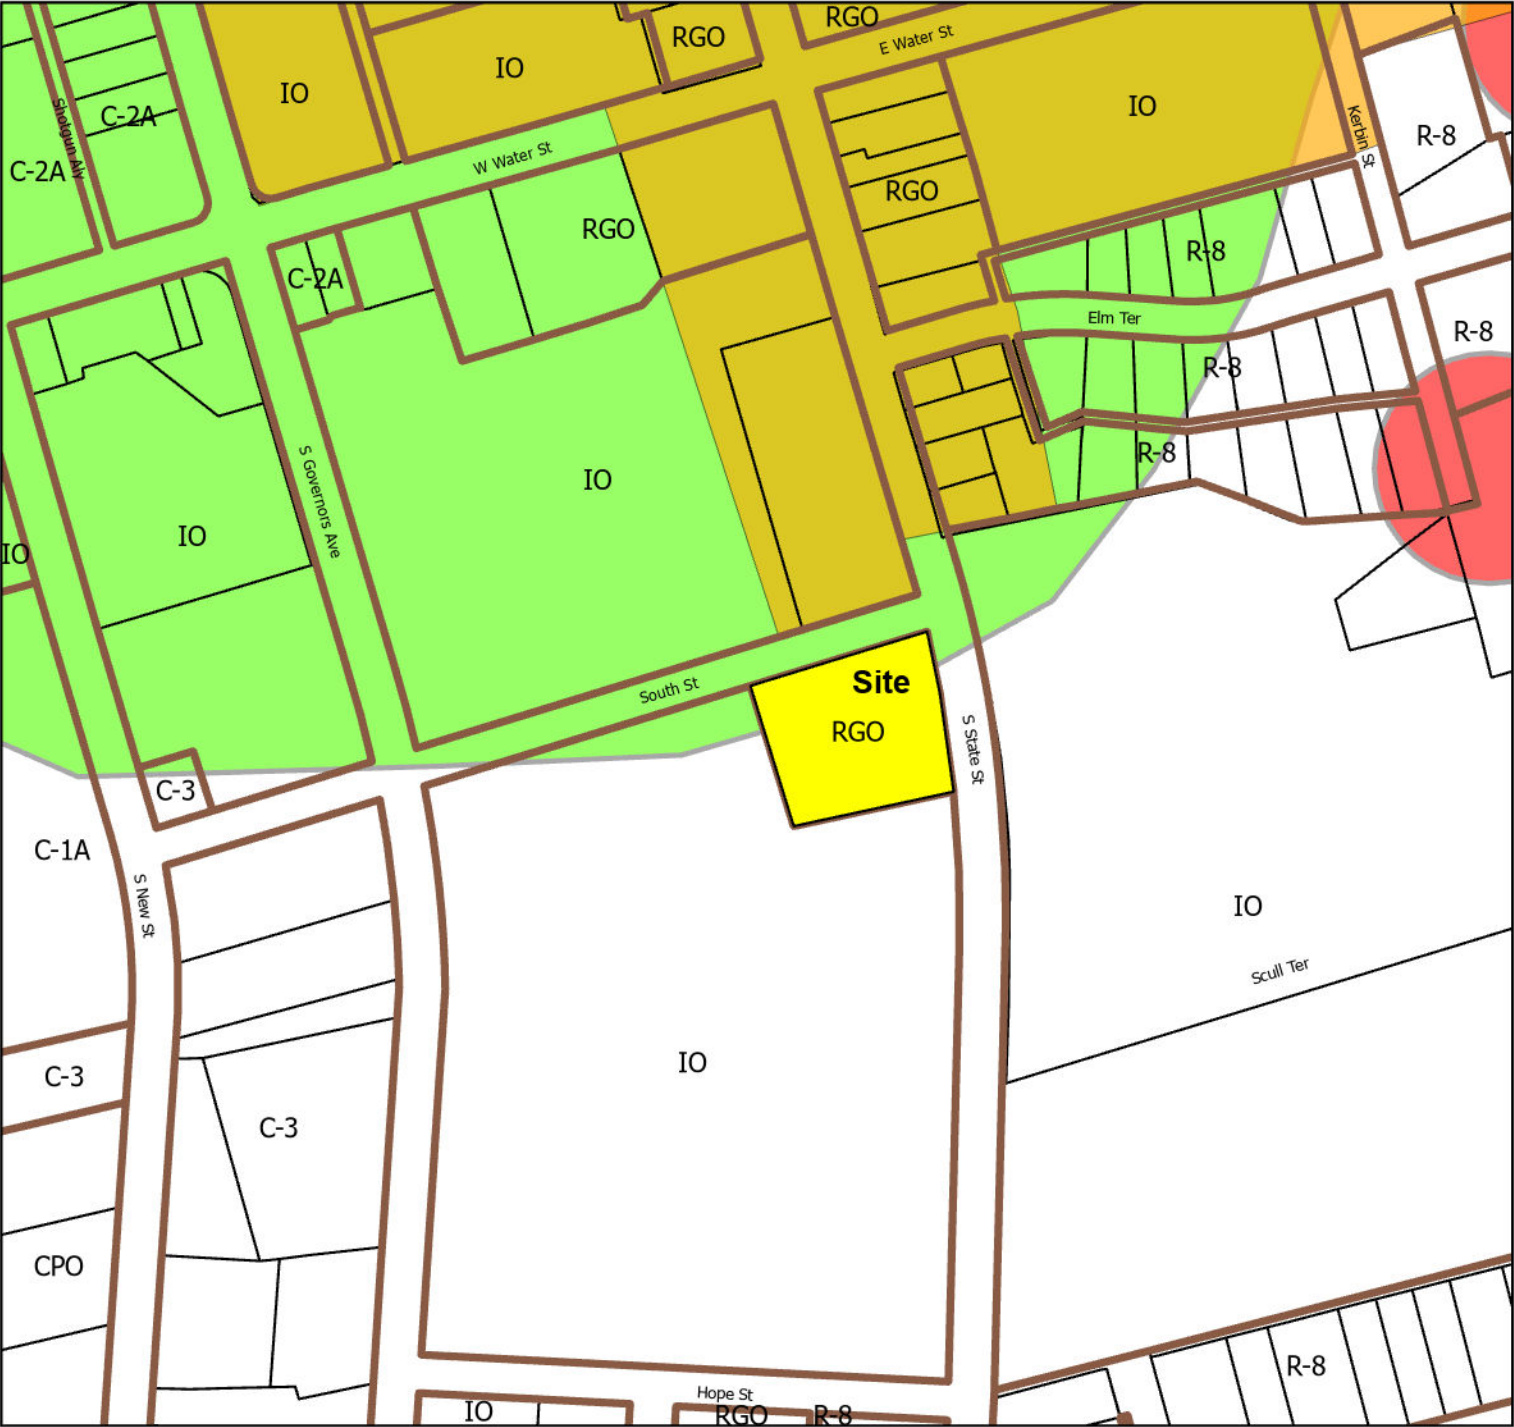 RGO
RGO
E Water St
IO
IO
IO
C-2A
Shotgun Aly
C-2A
Kerbin St
R-8
W Water St
RGO
RGO
R-8
C-2A
Elm Ter
R-8
R-8
R-8
S Governors Ave
IO
IO
IO
South St
Site
RGO
S State St
C-3
C-1A
S New St
IO
Scull Ter
IO
C-3
C-3
CPO
R-8
Hope St
IO
RGO
R-8